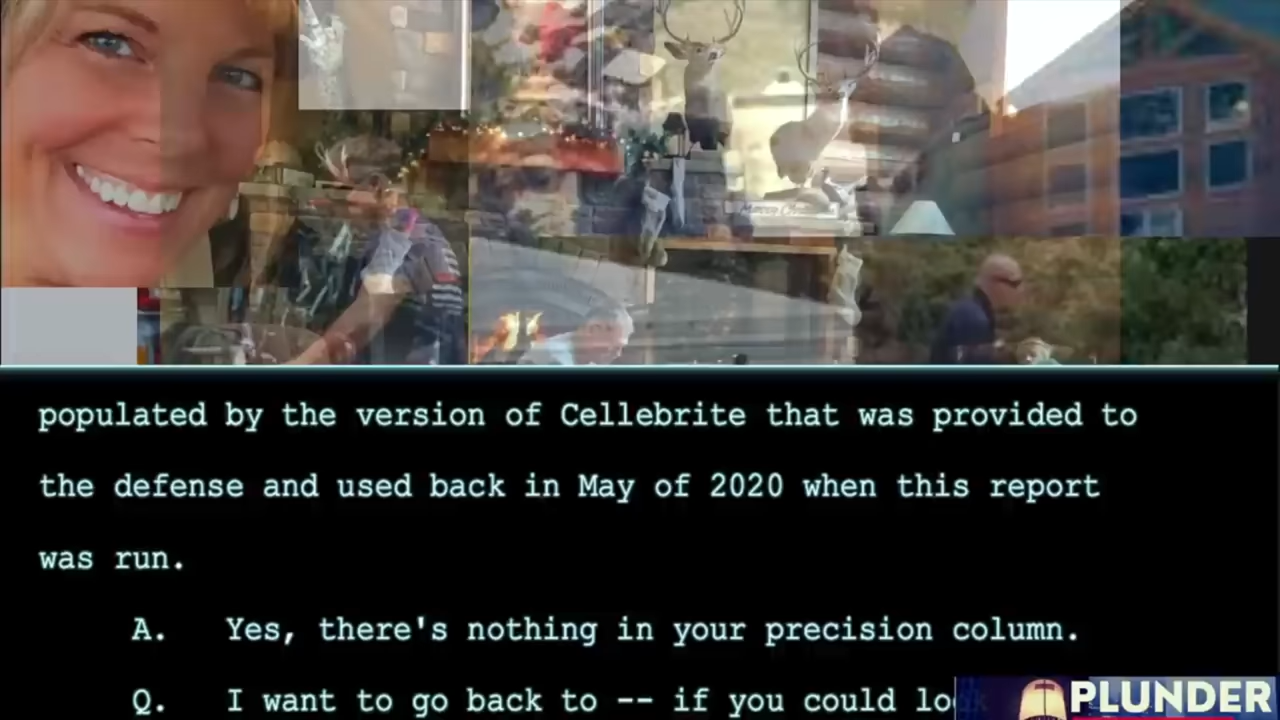 populated by the version of Cellebrite that was provided to
the defense and used back in May of 2020 when this report
was run.
A. Yes, there's nothing in your precision column.
Q. I want to go back to -- if you could
PLUNDER